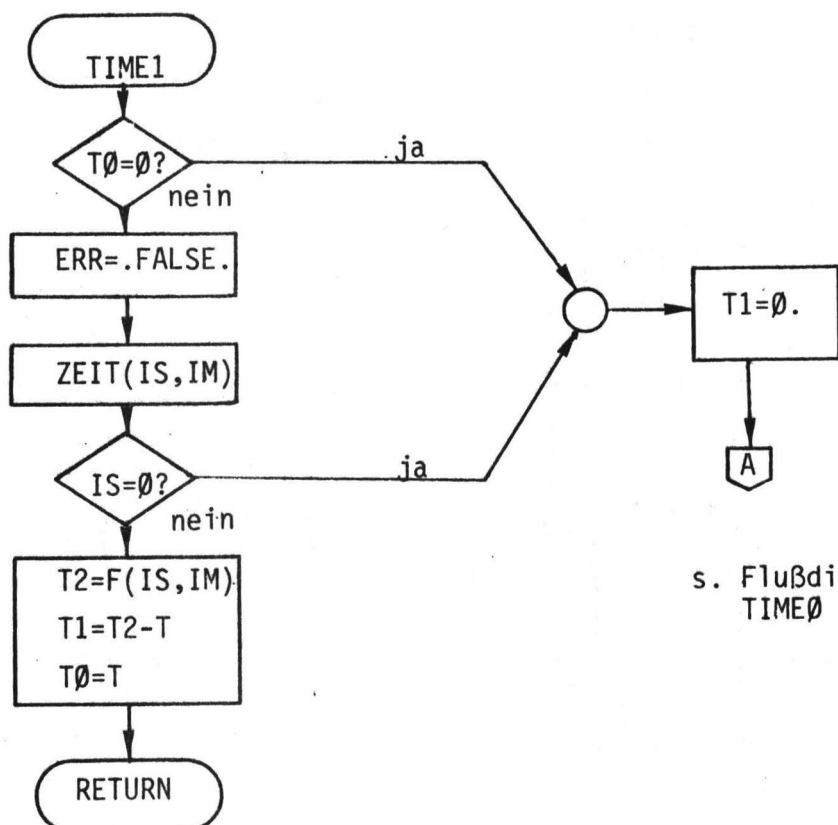 TIME1
TØ=Ø?
ja
nein
ERR=.FALSE.
T1=Ø.
ZEIT(IS,IM)
A
IS=Ø?
ja
nein
T2=F(IS,IM)
T1=T2-T
TØ=T
s. Flußdi
TIMEØ
RETURN